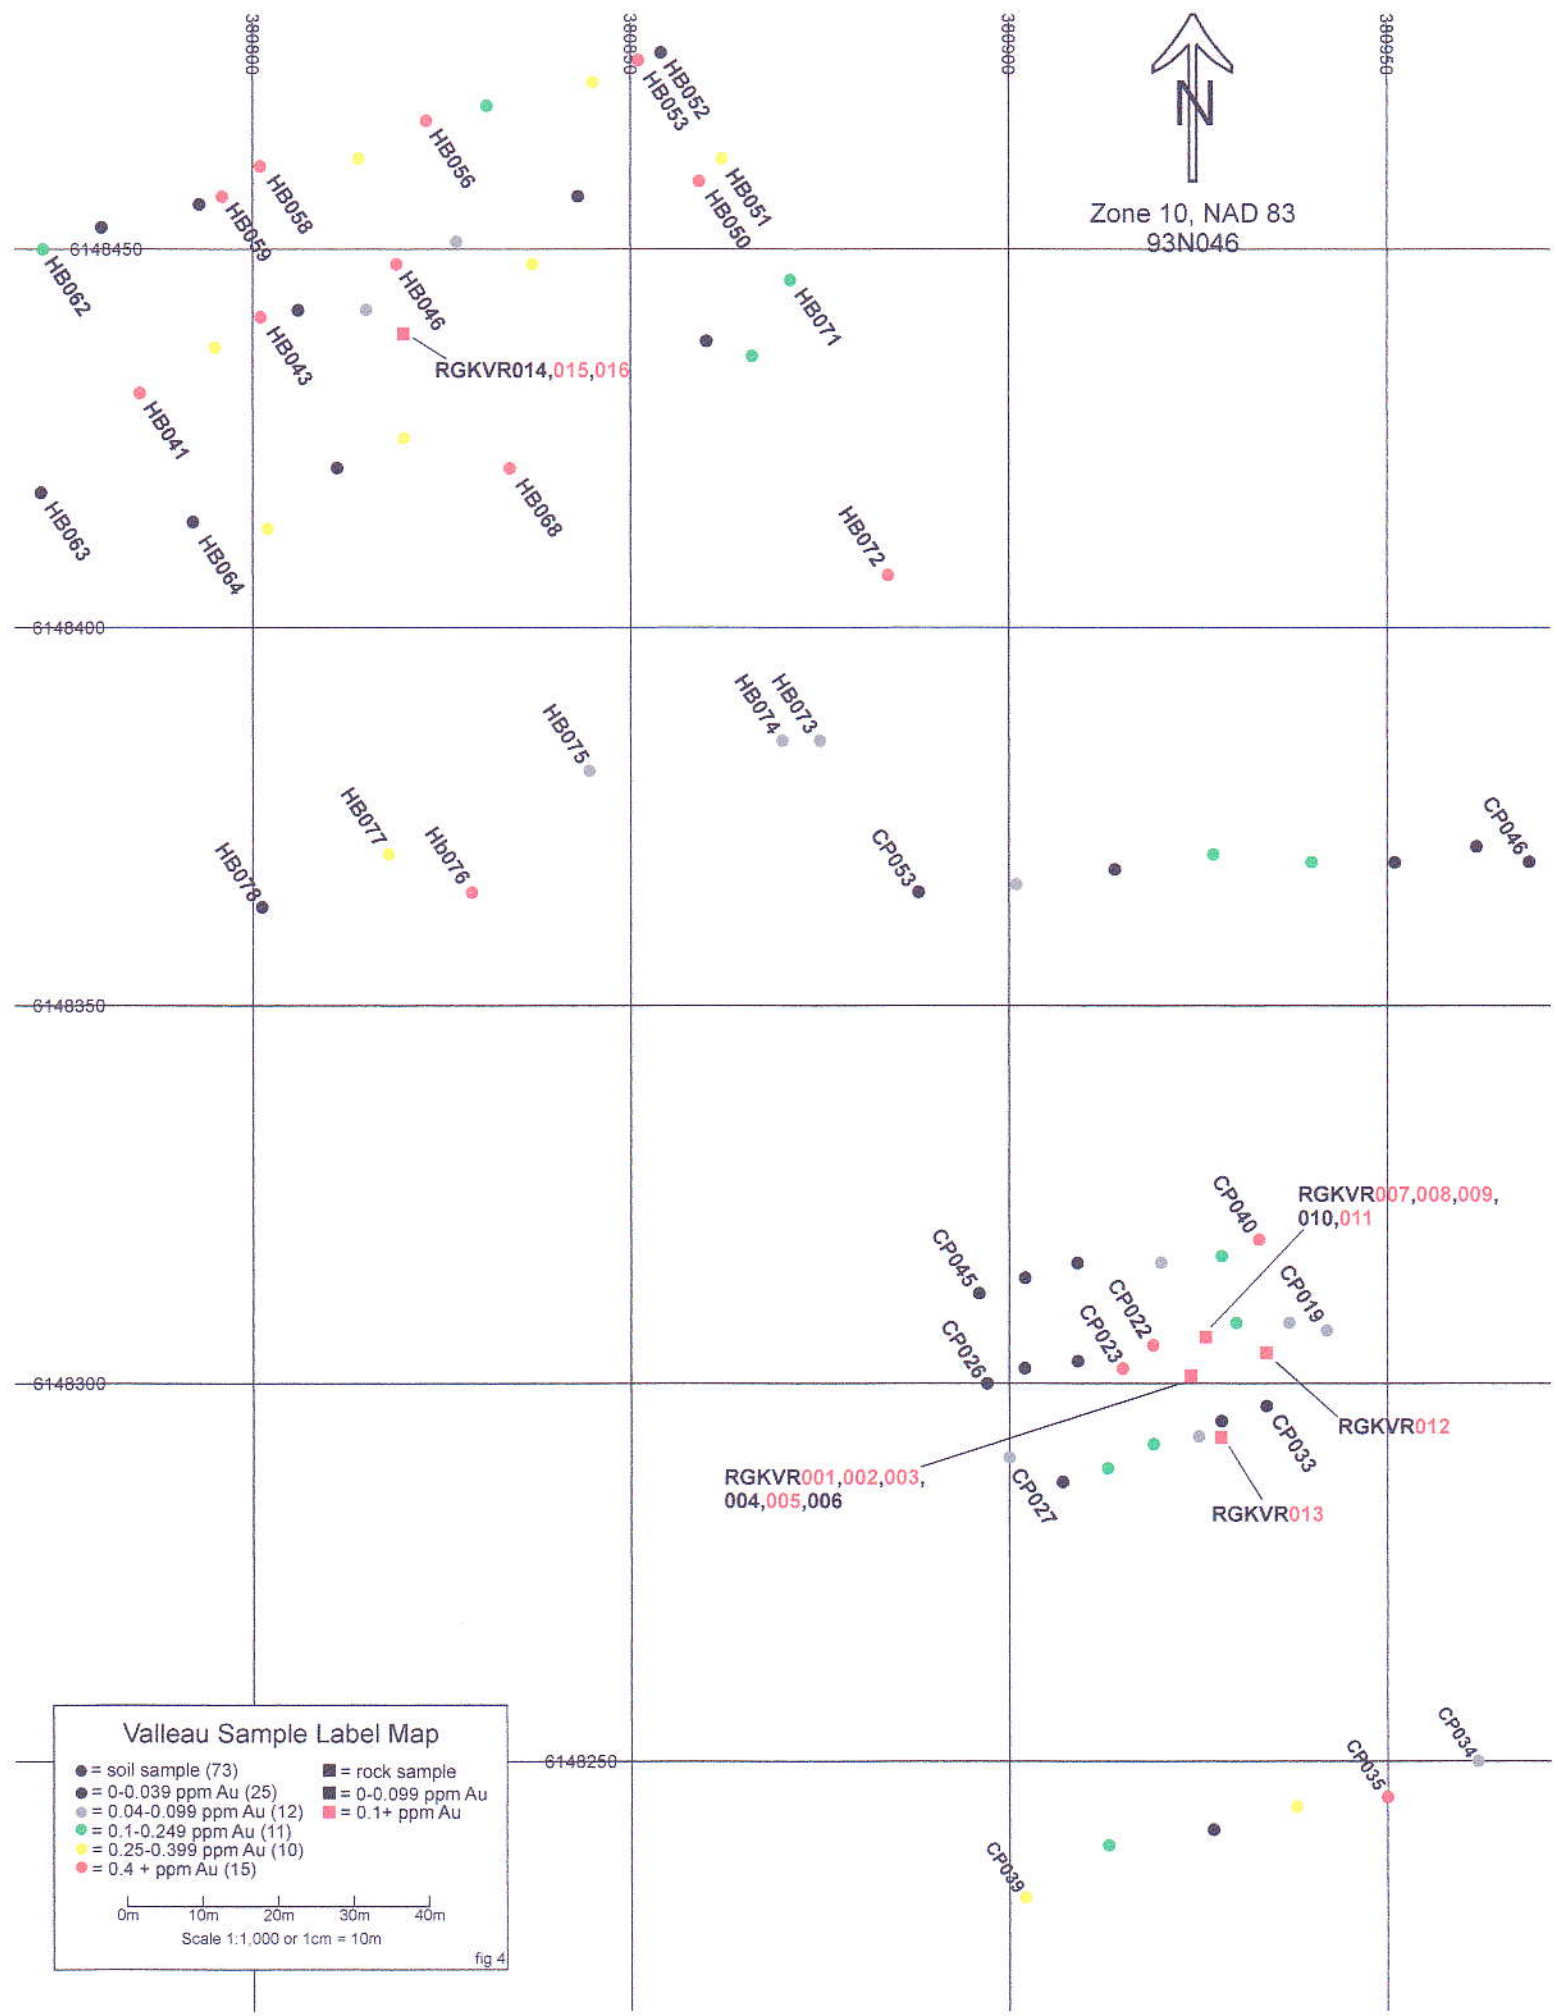 380800
380850
380900
380950
N
Zone 10, NAD 83
93N046
HB052
HB053
HB056
HB051
HB050
HB058
HB059
6148450
HB062
HB046
HB071
HB043
RGKVR014,015,016
HB041
HB068
HB063
HB064
HB072
6148400
HB074
HB073
HB075
HB077
Hb076
HB078
CP053
CP046
6148350
CP040
RGKVR007,008,009,
010,011
CP045
CP022
CP019
CP023
CP026
6148300
RGKVR012
CP033
RGKVR001,002,003,
004,005,006
CP027
RGKVR013
CP034
CP035
6148250
CP039
Valleau Sample Label Map
= soil sample (73)
= 0-0.039 ppm Au (25)
= 0.04-0.099 ppm Au (12)
= 0.1-0.249 ppm Au (11)
= 0.25-0.399 ppm Au (10)
= 0.4 + ppm Au (15)
= rock sample
= 0-0.099 ppm Au
= 0.1+ ppm Au
0m 10m 20m 30m 40m
Scale 1:1,000 or 1cm = 10m
fig 4